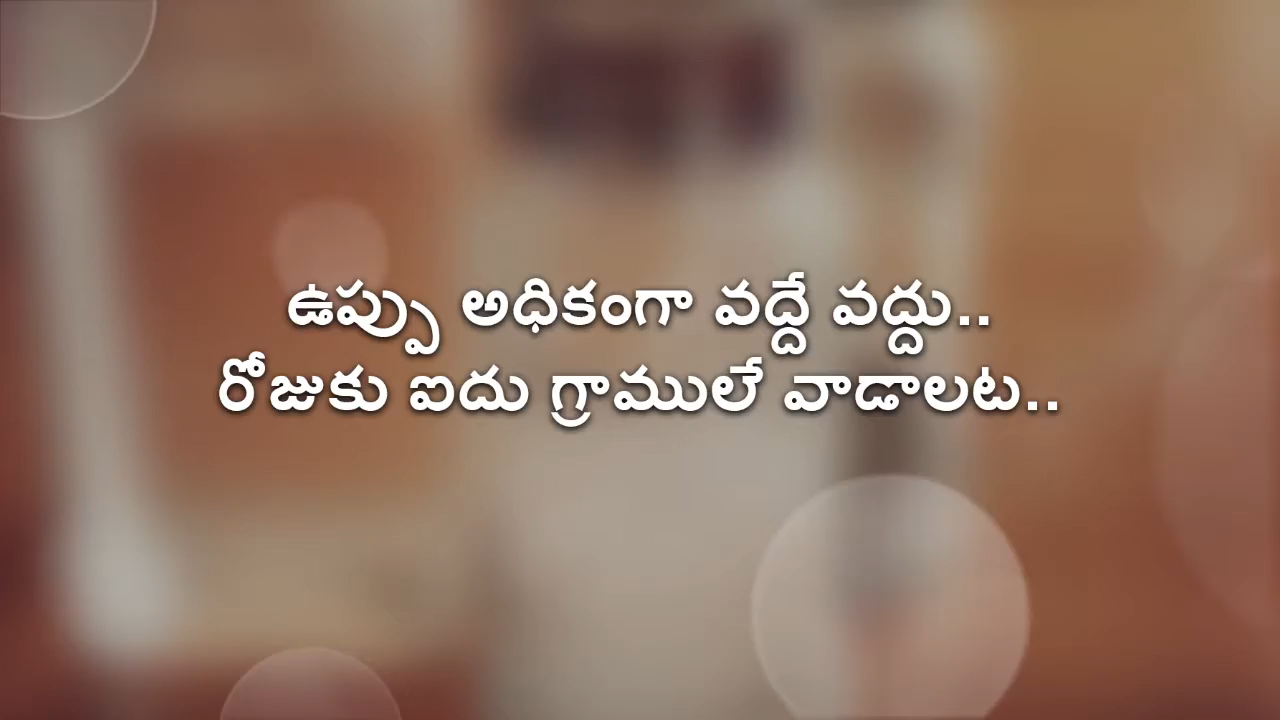 ఉప్పు అధికంగా వద్దే వద్దు..
రోజుకు ఐదు గ్రాములే వాడాలట..